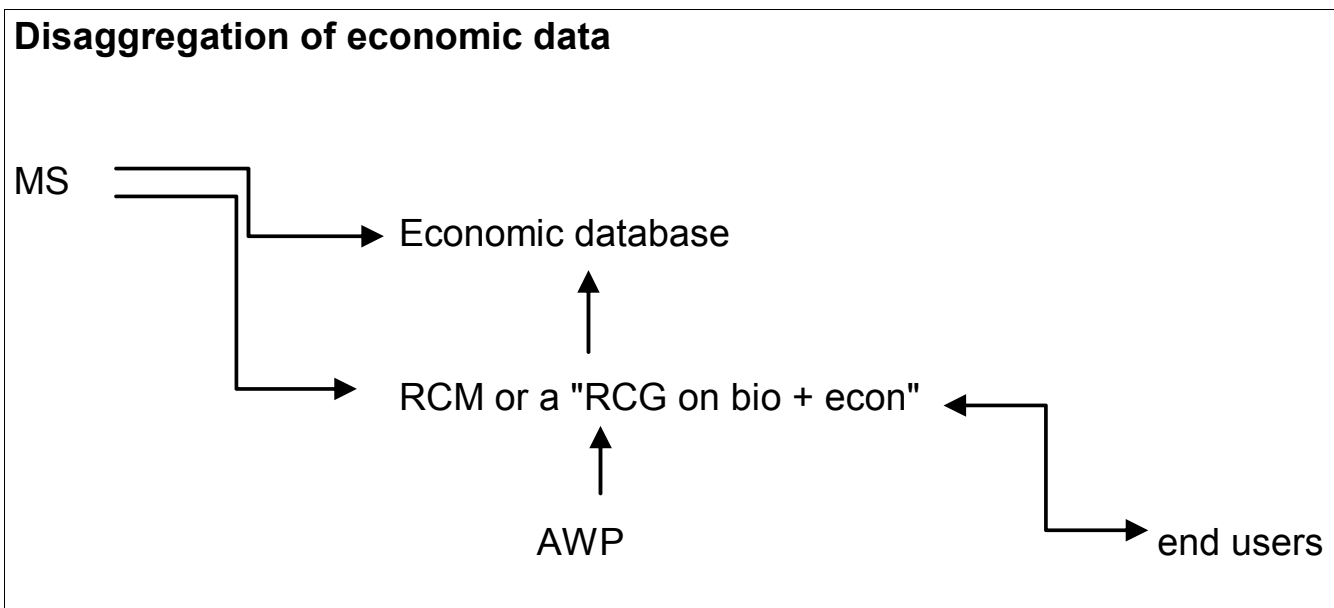 Disaggregation of economic data
MS
Economic database
RCM or a "RCG on bio + econ"
AWP
end users